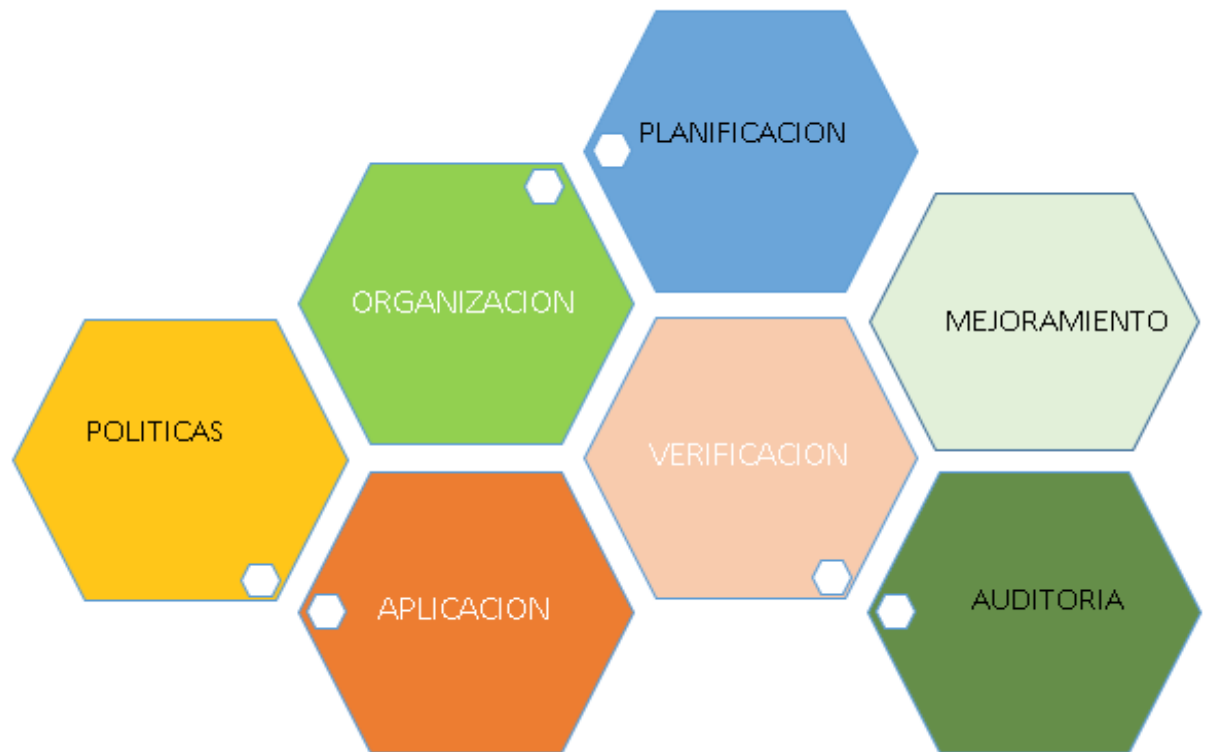 PLANIFICACION
ORGANIZACION
MEJORAMIENTO
POLITICAS
VERIFICACION
APLICACION
AUDITORIA